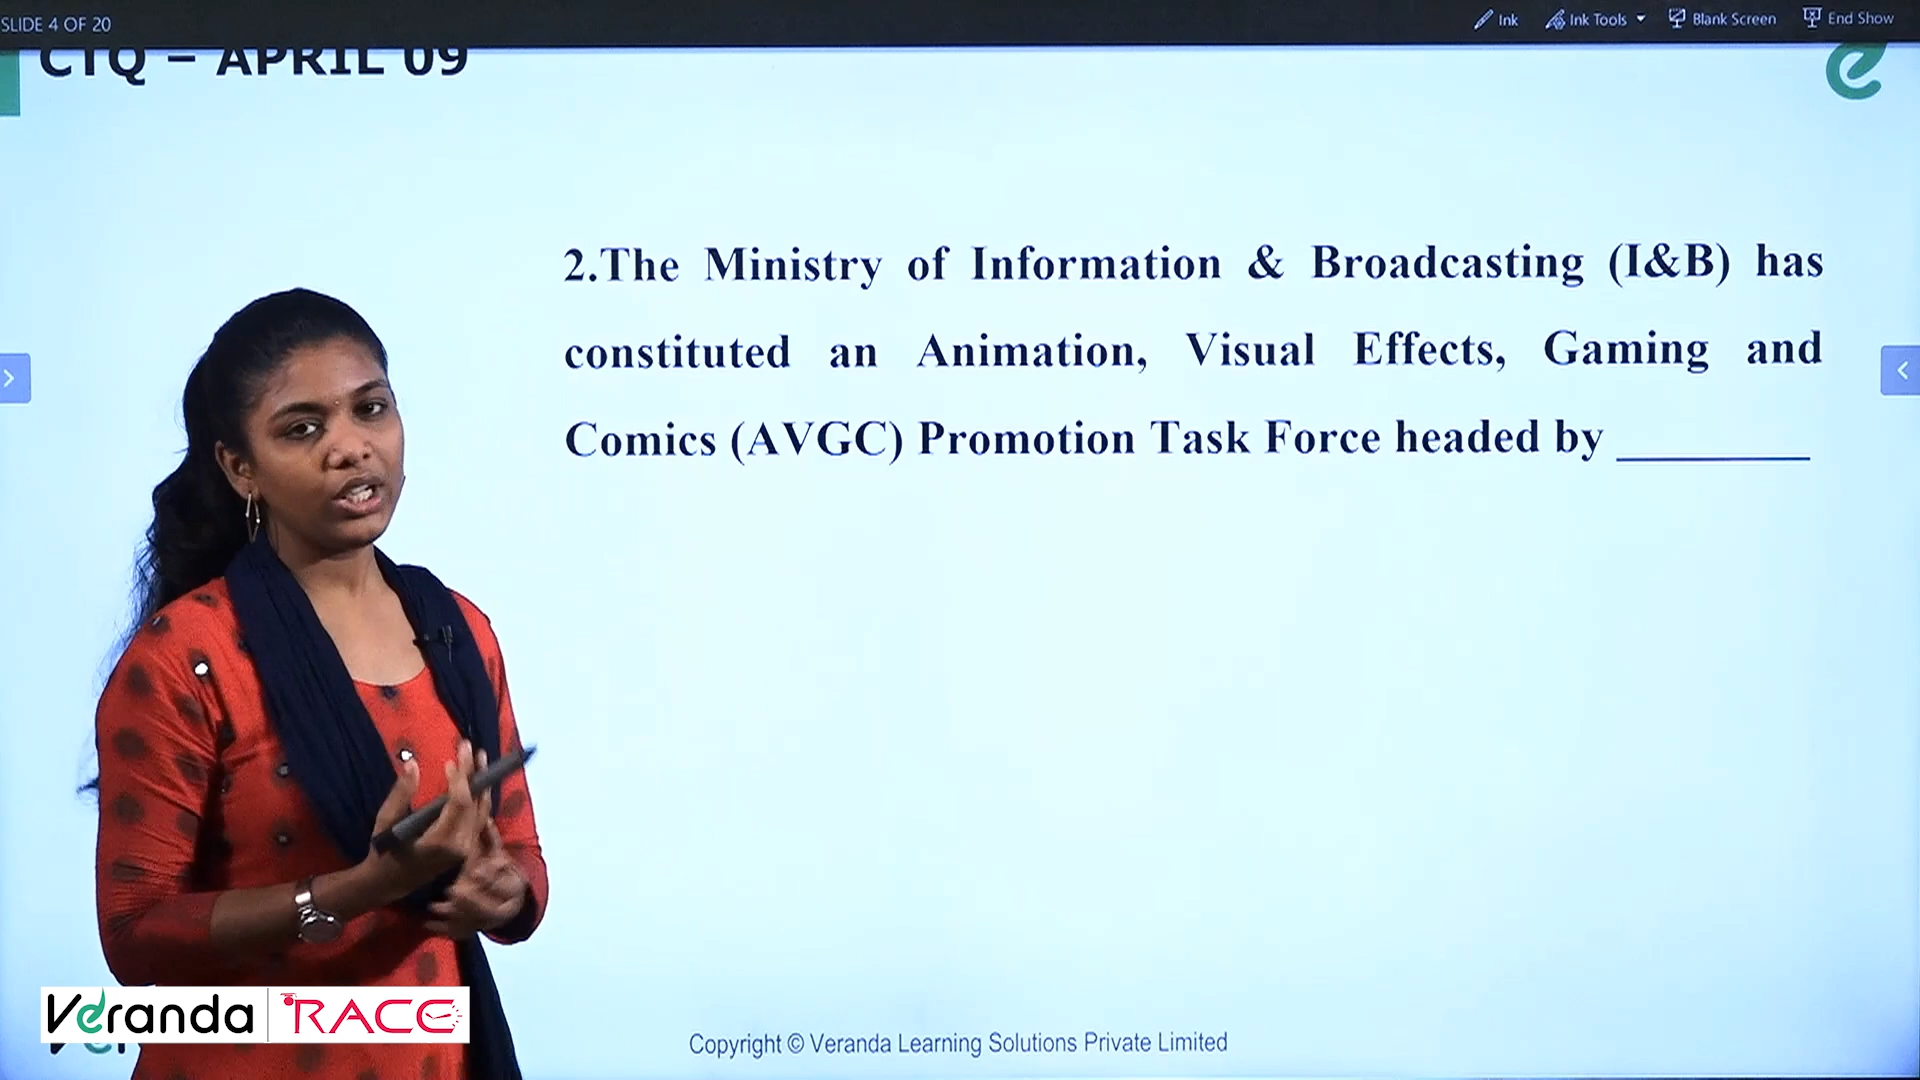 SLIDE 4 OF 20
Ink
Ink Tools
Blank Screen
End Show
CTQ – APRIL 09
2.The Ministry of Information & Broadcasting (I&B) has
constituted an Animation, Visual Effects, Gaming and
Comics (AVGC) Promotion Task Force headed by __________
Veranda RACE
Copyright © Veranda Learning Solutions Private Limited